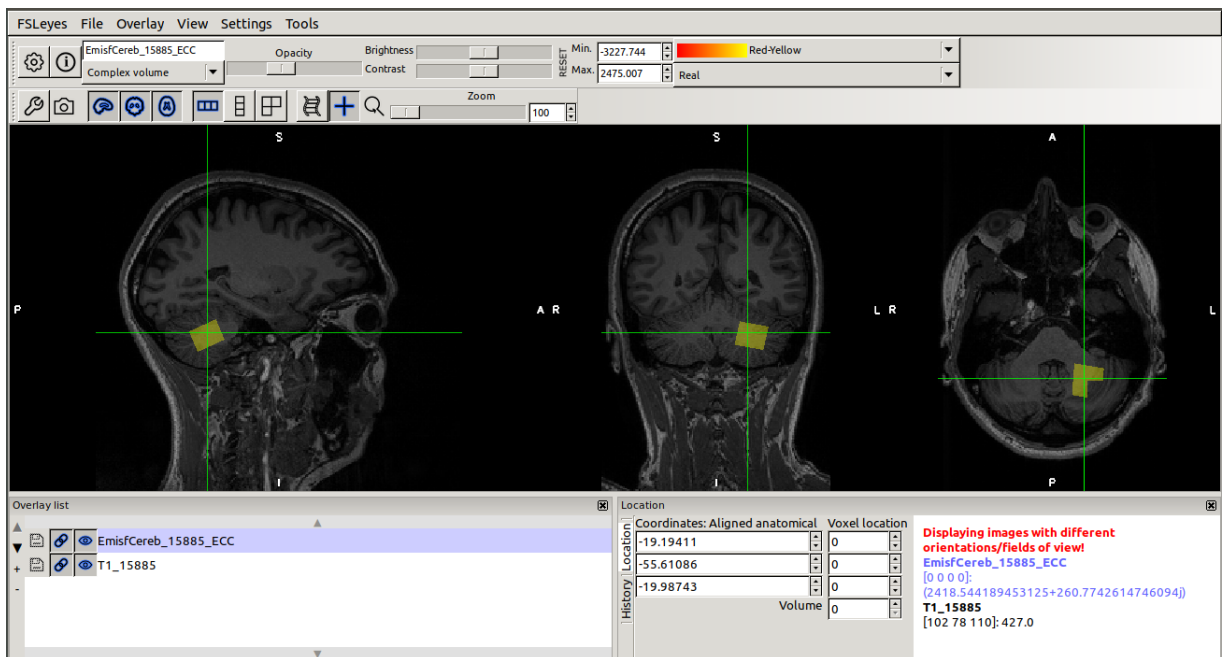 FSLeyes File Overlay View Settings Tools
EmisfCereb_15885_ECC
Complex volume
Opacity
Brightness
Contrast
RESET
Min. -3227.744
Max. 2475.007
Red-Yellow
Real
Zoom
100
S
P
A
I
S
R
L
I
A
R
L
P
Overlay list
EmisfCereb_15885_ECC
T1_15885
+
-
Location
Location
History
Coordinates: Aligned anatomical Voxel location
-19.19411 0
-55.61086 0
-19.98743 0
Volume 0
Displaying images with different
orientations/fields of view!
EmisfCereb_15885_ECC
[0 0 0 0]:
(2418.544189453125+260.7742614746094j)
T1_15885
[102 78 110]: 427.0